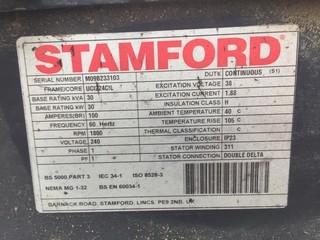 STAMFORD®
SERIAL NUMBER M09B233103
FRAME/CORE UCI224C1L
BASE RATING kVA 30
BASE RATING kW 30
AMPERES(BR) 100
FREQUENCY 60 Hertz
RPM 1800
VOLTAGE 240
PHASE 1
PF 1
DUTY CONTINUOUS (S1)
EXCITATION VOLTAGE 38
EXCITATION CURRENT 1.88
INSULATION CLASS H
AMBIENT TEMPERATURE 40 C
TEMPERATURE RISE 105 C
THERMAL CLASSIFICATION
ENCLOSURE IP23
STATOR WINDING 311
STATOR CONNECTION DOUBLE DELTA
BS 5000,PART 3 IEC 34-1 ISO 8528-3
NEMA MG 1-32 BS EN 60034-1
BARNACK ROAD, STAMFORD, LINCS. PE9 2NB. UK